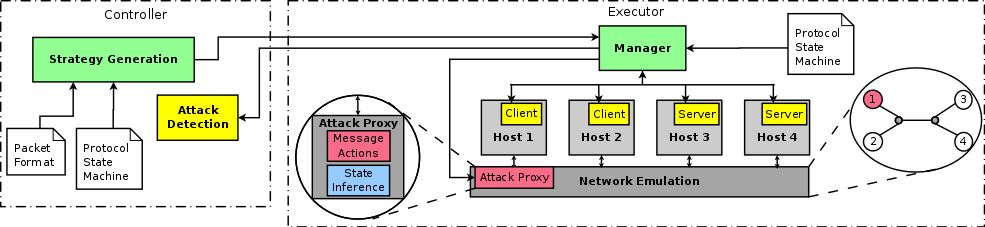 Controller
Executor
Strategy Generation
Attack
Detection
Packet
Format
Protocol
State
Machine
Manager
Protocol
State
Machine
Client
Host 1
Client
Host 2
Server
Host 3
Server
Host 4
Attack Proxy
Message
Actions
State
Inference
Attack Proxy
Network Emulation
1
2
3
4